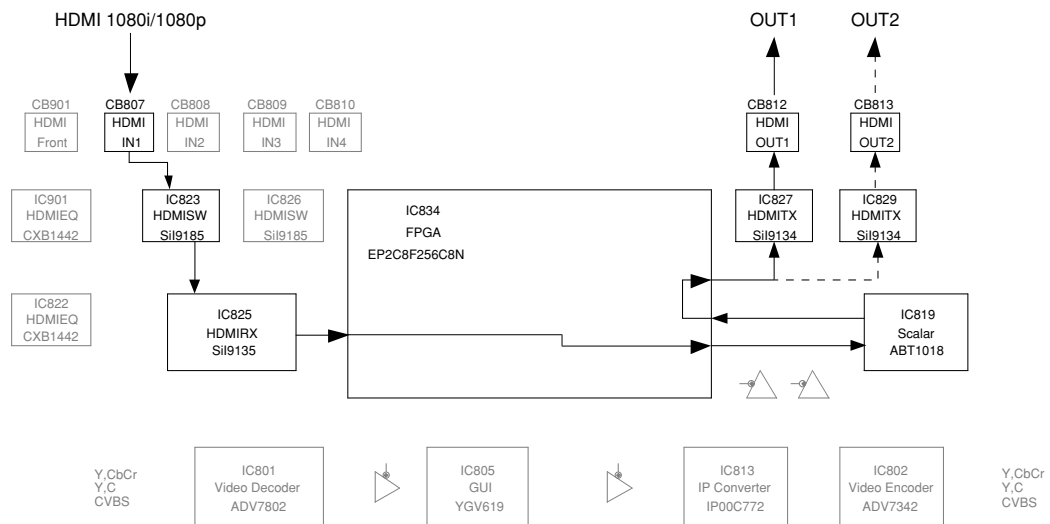 HDMI 1080i/1080p
OUT1
OUT2
CB901
HDMI
Front
CB807
HDMI
IN1
CB808
HDMI
IN2
CB809
HDMI
IN3
CB810
HDMI
IN4
CB812
HDMI
OUT1
CB813
HDMI
OUT2
IC901
HDMIEQ
CXB1442
IC823
HDMISW
SiI9185
IC826
HDMISW
SiI9185
IC834
FPGA
EP2C8F256C8N
IC827
HDMITX
SiI9134
IC829
HDMITX
SiI9134
IC822
HDMIEQ
CXB1442
IC825
HDMIRX
SiI9135
IC819
Scalar
ABT1018
Y,CbCr
Y,C
CVBS
IC801
Video Decoder
ADV7802
IC805
GUI
YGV619
IC813
IP Converter
IP00C772
IC802
Video Encoder
ADV7342
Y,CbCr
Y,C
CVBS